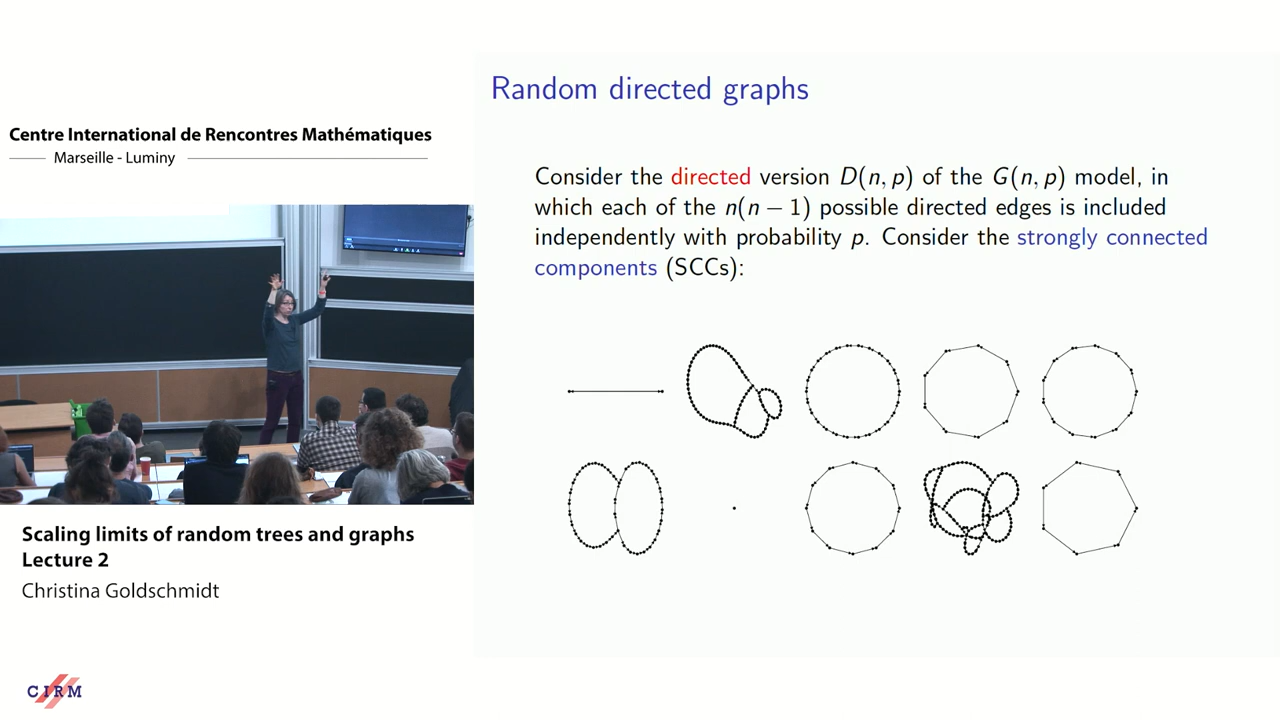 Centre International de Rencontres Mathématiques
Marseille - Luminy
Random directed graphs
Consider the directed version D(n, p) of the G(n, p) model, in
which each of the n(n − 1) possible directed edges is included
independently with probability p. Consider the strongly connected
components (SCCs):
Scaling limits of random trees and graphs
Lecture 2
Christina Goldschmidt
CIRM